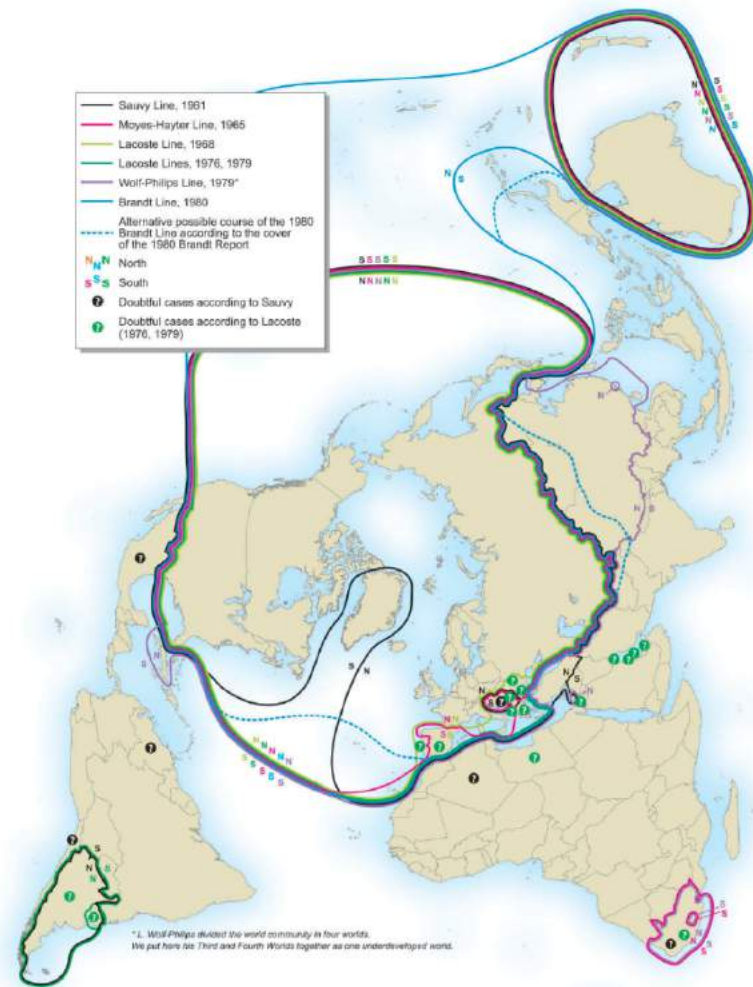 Sauvy Line, 1961
Moyes-Hayter Line, 1965
Lacoste Line, 1968
Lacoste Lines, 1976, 1979
Wolf-Philips Line, 1979*
Brandt Line, 1980
Alternative possible course of the 1980
Brandt Line according to the cover
of the 1980 Brandt Report
N N N North
S S S South
? Doubtful cases according to Sauvy
? Doubtful cases according to Lacoste
(1976, 1979)
S S S S S
N N N N N
N S
N
N S
S N
S N
N S
N
N S
N
S
N
N
* L. Wolf-Philips divided the world community in four worlds.
We put here his Third and Fourth Worlds together as one underdeveloped world.